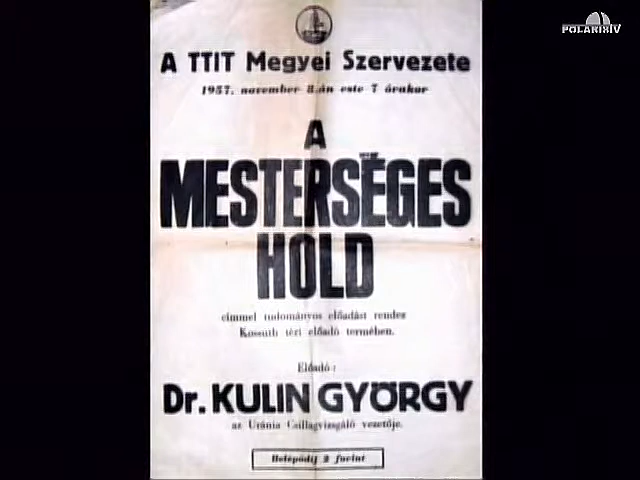 POLARIXIV
A TTIT Megyei Szervezete
1957. november 8.án este 7 órakor
A
MESTERSÉGES
HOLD
címmel tudományos előadást rendez
Kossuth téri előadó termében.
Előadó:
Dr. KULIN GYÖRGY
az Uránia Csillagvizsgáló vezetője.
Belépődíj 2 forint